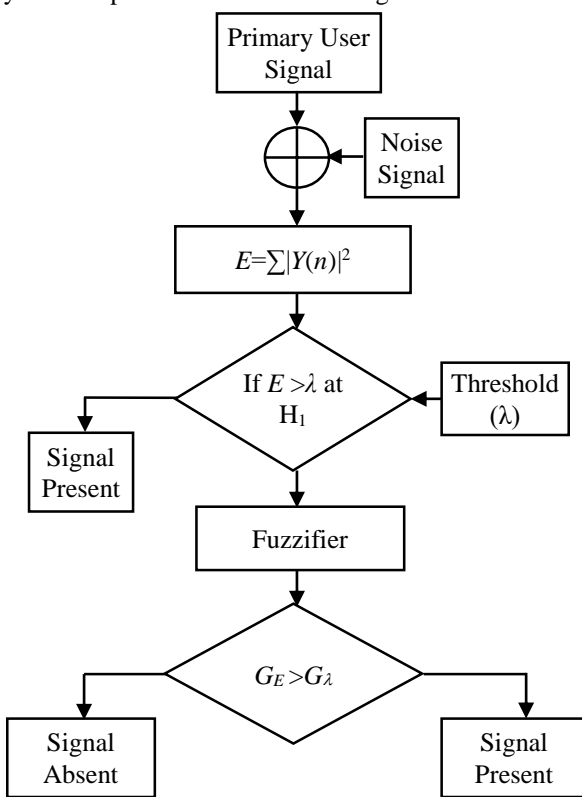 Primary User
Signal
Noise
Signal
E=∑|Y(n)|²
If E >λ at
H₁
Threshold
(λ)
Signal
Present
Fuzzifier
G_E >G_λ
Signal
Absent
Signal
Present